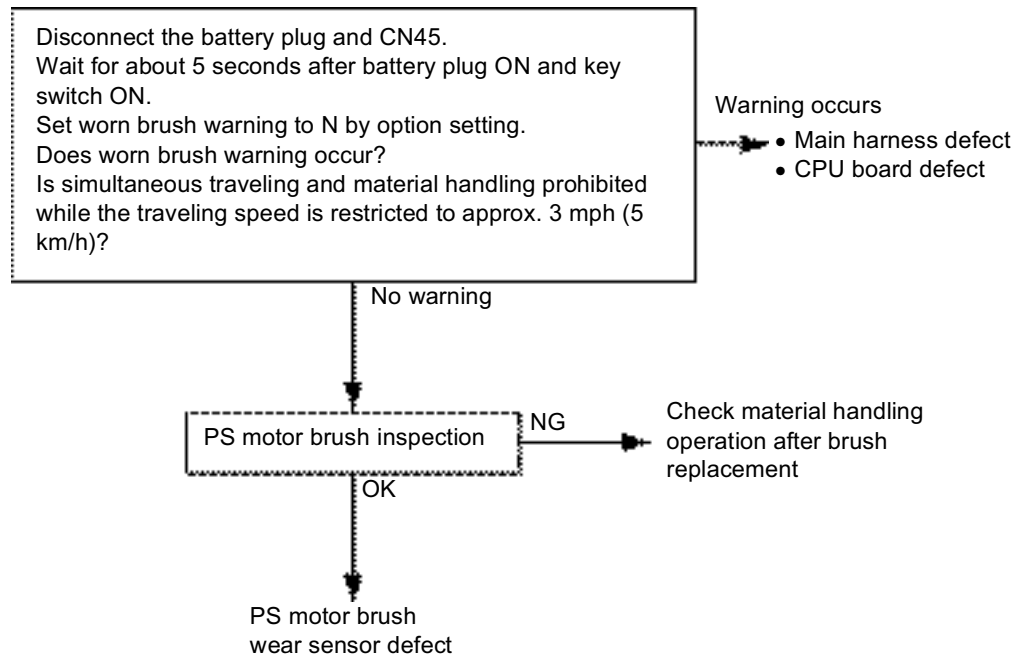 Disconnect the battery plug and CN45.
Wait for about 5 seconds after battery plug ON and key
switch ON.
Set worn brush warning to N by option setting.
Does worn brush warning occur?
Is simultaneous traveling and material handling prohibited
while the traveling speed is restricted to approx. 3 mph (5
km/h)?
Warning occurs
• Main harness defect
• CPU board defect
No warning
PS motor brush inspection
NG
Check material handling
operation after brush
replacement
OK
PS motor brush
wear sensor defect